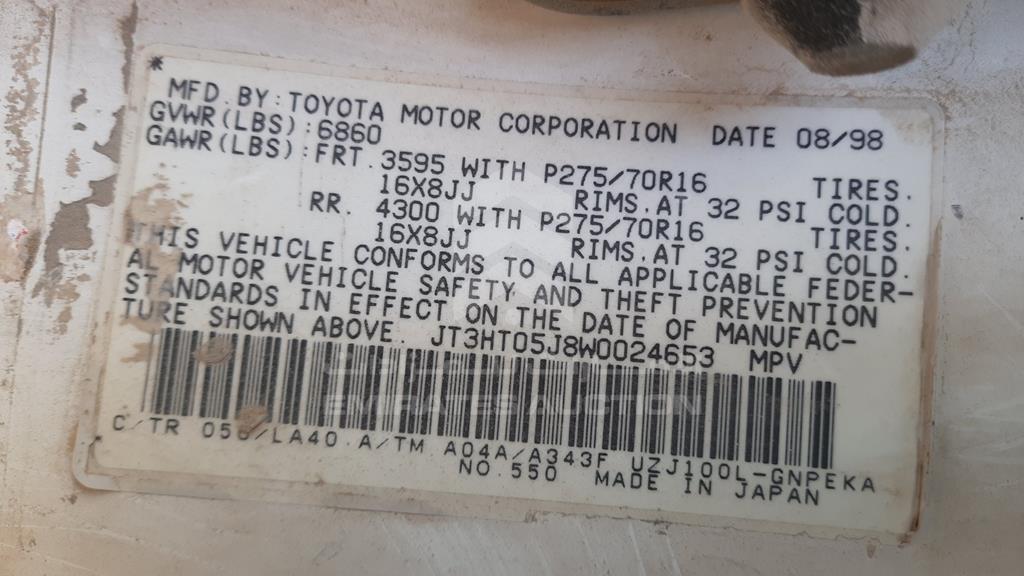 *
MFD. BY: TOYOTA MOTOR CORPORATION DATE 08/98
GVWR(LBS):6860
GAWR(LBS):FRT. 3595 WITH P275/70R16 TIRES.
16X8JJ RIMS.AT 32 PSI COLD.
RR. 4300 WITH P275/70R16 TIRES.
16X8JJ RIMS.AT 32 PSI COLD.
THIS VEHICLE CONFORMS TO ALL APPLICABLE FEDER-
AL MOTOR VEHICLE SAFETY AND THEFT PREVENTION
STANDARDS IN EFFECT ON THE DATE OF MANUFAC-
TURE SHOWN ABOVE. JT3HT05J8W0024653 MPV
EMIRATES AUCTION
C/TR /LA40 A/TM A04A/A343F UZJ100L-GNPEKA
NO.550 MADE IN JAPAN